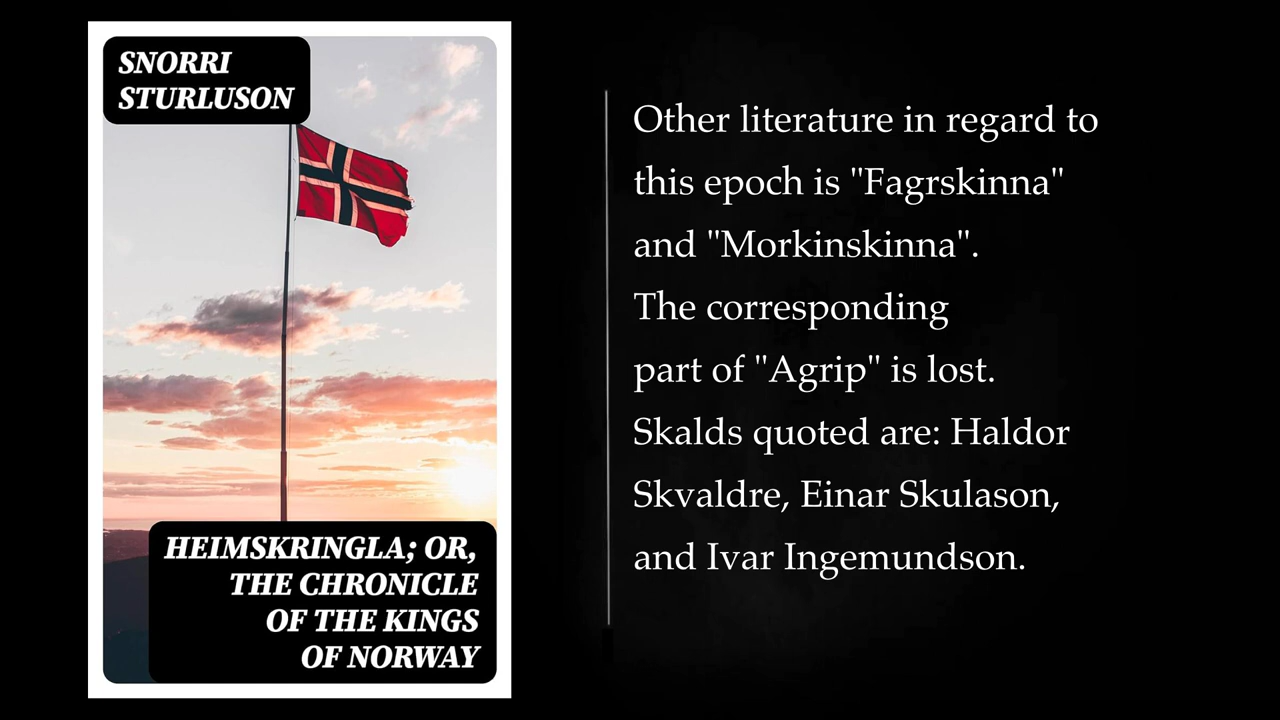 SNORRI
STURLUSON
HEIMSKRINGLA; OR,
THE CHRONICLE
OF THE KINGS
OF NORWAY
Other literature in regard to
this epoch is "Fagrskinna"
and "Morkinskinna".
The corresponding
part of "Agrip" is lost.
Skalds quoted are: Haldor
Skvaldre, Einar Skulason,
and Ivar Ingemundson.